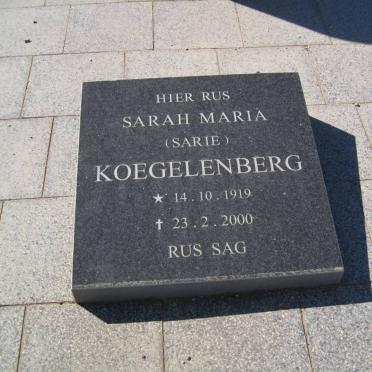 HIER RUS
SARAH MARIA
(SARIE)
KOEGELENBERG
★ 14.10.1919
✝ 23.2.2000
RUS SAG